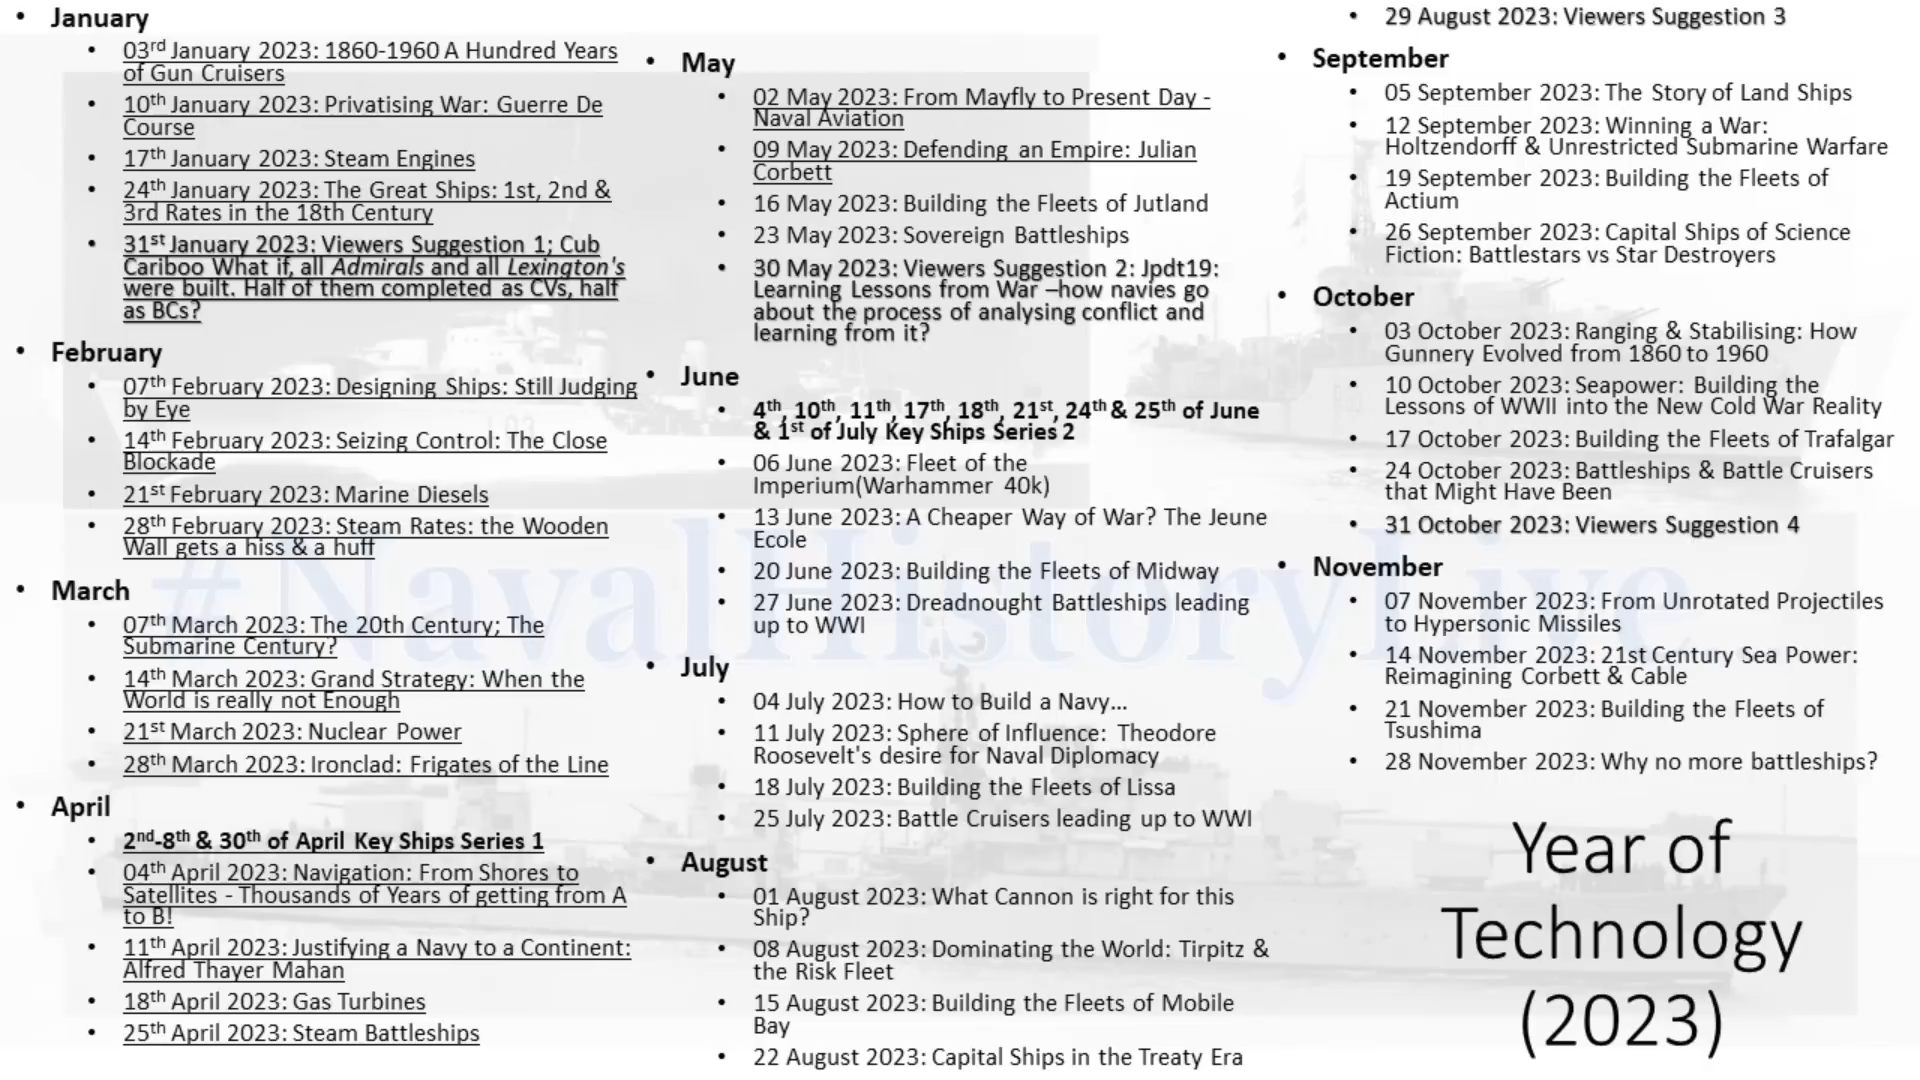 January
03rd January 2023: 1860-1960 A Hundred Years
of Gun Cruisers
10th January 2023: Privatising War: Guerre De
Course
17th January 2023: Steam Engines
24th January 2023: The Great Ships: 1st, 2nd &
3rd Rates in the 18th Century
31st January 2023: Viewers Suggestion 1; Cub
Cariboo What if, all Admirals and all Lexington's
were built. Half of them completed as CVs, half
as BCs?
February
07th February 2023: Designing Ships: Still Judging
by Eye
14th February 2023: Seizing Control: The Close
Blockade
21st February 2023: Marine Diesels
28th February 2023: Steam Rates: the Wooden
Wall gets a hiss & a huff
March
07th March 2023: The 20th Century; The
Submarine Century?
14th March 2023: Grand Strategy: When the
World is really not Enough
21st March 2023: Nuclear Power
28th March 2023: Ironclad: Frigates of the Line
April
2nd-8th & 30th of April Key Ships Series 1
04th April 2023: Navigation: From Shores to
Satellites - Thousands of Years of getting from A
to B!
11th April 2023: Justifying a Navy to a Continent:
Alfred Thayer Mahan
18th April 2023: Gas Turbines
25th April 2023: Steam Battleships
May
02 May 2023: From Mayfly to Present Day -
Naval Aviation
09 May 2023: Defending an Empire: Julian
Corbett
16 May 2023: Building the Fleets of Jutland
23 May 2023: Sovereign Battleships
30 May 2023: Viewers Suggestion 2: Jpdt19:
Learning Lessons from War –how navies go
about the process of analysing conflict and
learning from it?
June
4th, 10th, 11th, 17th, 18th, 21st, 24th & 25th of June
& 1st of July Key Ships Series 2
06 June 2023: Fleet of the
Imperium(Warhammer 40k)
13 June 2023: A Cheaper Way of War? The Jeune
Ecole
20 June 2023: Building the Fleets of Midway
27 June 2023: Dreadnought Battleships leading
up to WWI
July
04 July 2023: How to Build a Navy...
11 July 2023: Sphere of Influence: Theodore
Roosevelt's desire for Naval Diplomacy
18 July 2023: Building the Fleets of Lissa
25 July 2023: Battle Cruisers leading up to WWI
August
01 August 2023: What Cannon is right for this
Ship?
08 August 2023: Dominating the World: Tirpitz &
the Risk Fleet
15 August 2023: Building the Fleets of Mobile
Bay
22 August 2023: Capital Ships in the Treaty Era
29 August 2023: Viewers Suggestion 3
September
05 September 2023: The Story of Land Ships
12 September 2023: Winning a War:
Holtzendorff & Unrestricted Submarine Warfare
19 September 2023: Building the Fleets of
Actium
26 September 2023: Capital Ships of Science
Fiction: Battlestars vs Star Destroyers
October
03 October 2023: Ranging & Stabilising: How
Gunnery Evolved from 1860 to 1960
10 October 2023: Seapower: Building the
Lessons of WWII into the New Cold War Reality
17 October 2023: Building the Fleets of Trafalgar
24 October 2023: Battleships & Battle Cruisers
that Might Have Been
31 October 2023: Viewers Suggestion 4
November
07 November 2023: From Unrotated Projectiles
to Hypersonic Missiles
14 November 2023: 21st Century Sea Power:
Reimagining Corbett & Cable
21 November 2023: Building the Fleets of
Tsushima
28 November 2023: Why no more battleships?
Year of
Technology
(2023)
#NavalHistoryLive
L03